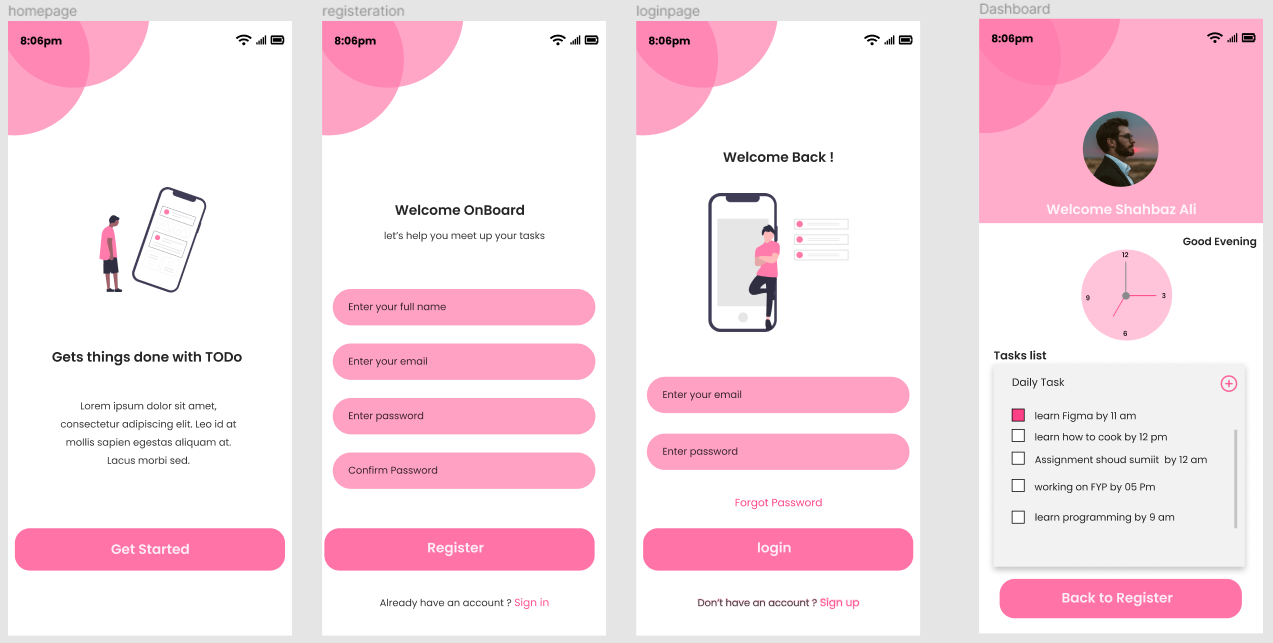 homepage
8:06pm
Gets things done with TODo
Lorem ipsum dolor sit amet,
consectetur adipiscing elit. Leo id at
mollis sapien egestas aliquam at.
Lacus morbi sed.
Get Started
registeration
8:06pm
Welcome OnBoard
let's help you meet up your tasks
Enter your full name
Enter your email
Enter password
Confirm Password
Register
Already have an account ? Sign in
loginpage
8:06pm
Welcome Back !
Enter your email
Enter password
Forgot Password
login
Don't have an account ? Sign up
Dashboard
8:06pm
Welcome Shahbaz Ali
Good Evening
12
9
3
6
Tasks list
Daily Task
learn Figma by 11 am
learn how to cook by 12 pm
Assignment shoud sumiit by 12 am
working on FYP by 05 Pm
learn programming by 9 am
Back to Register